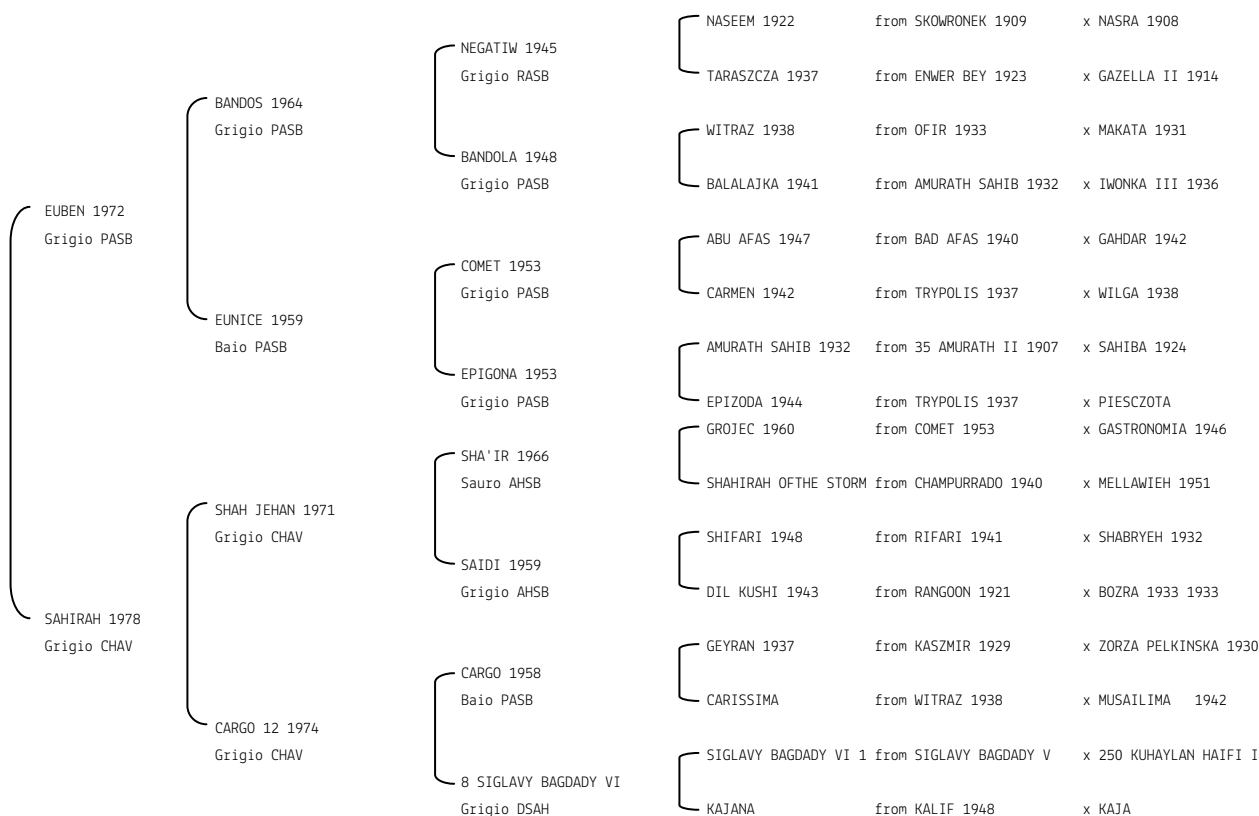 NASEEM 1922 from SKOWRONEK 1909 x NASRA 1908
NEGATIW 1945
Grigio RASB TARASZCZA 1937 from ENWER BEY 1923 x GAZELLA II 1914
BANDOS 1964
Grigio PASB WITRAZ 1938 from OFIR 1933 x MAKATA 1931
BANDOLA 1948
Grigio PASB BALALAJKA 1941 from AMURATH SAHIB 1932 x IWONKA III 1936
EUBEN 1972
Grigio PASB ABU AFAS 1947 from BAD AFAS 1940 x GAHDAR 1942
COMET 1953
Grigio PASB CARMEN 1942 from TRYPOLIS 1937 x WILGA 1938
EUNICE 1959
Baio PASB AMURATH SAHIB 1932 from 35 AMURATH II 1907 x SAHIBA 1924
EPIGONA 1953
Grigio PASB EPIZODA 1944 from TRYPOLIS 1937 x PIESCZOTA
GROJEC 1960 from COMET 1953 x GASTRONOMIA 1946
SHA'IR 1966
Sauro AHSB SHAHIRAH OFTHE STORM from CHAMPURRADO 1940 x MELLAWIEH 1951
SHAH JEHAN 1971
Grigio CHAV SHIFARI 1948 from RIFARI 1941 x SHABRYEH 1932
SAIDI 1959
Grigio AHSB DIL KUSHI 1943 from RANGOON 1921 x BOZRA 1933 1933
SAHIRAH 1978
Grigio CHAV GEYRAN 1937 from KASZMIR 1929 x ZORZA PELKINSKA 1930
CARGO 1958
Baio PASB CARISSIMA from WITRAZ 1938 x MUSAILIMA 1942
CARGO 12 1974
Grigio CHAV SIGLAVY BAGDADY VI 1 from SIGLAVY BAGDADY V x 250 KUHAYLAN HAIFI I
8 SIGLAVY BAGDADY VI
Grigio DSAH KAJANA from KALIF 1948 x KAJA